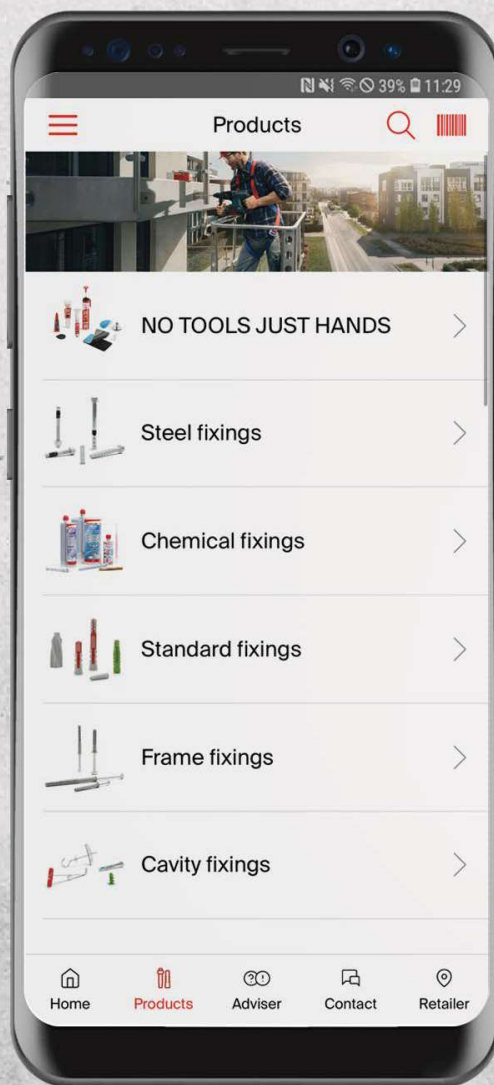 39% 11:29
Products
NO TOOLS JUST HANDS
Steel fixings
Chemical fixings
Standard fixings
Frame fixings
Cavity fixings
Home Products Adviser Contact Retailer